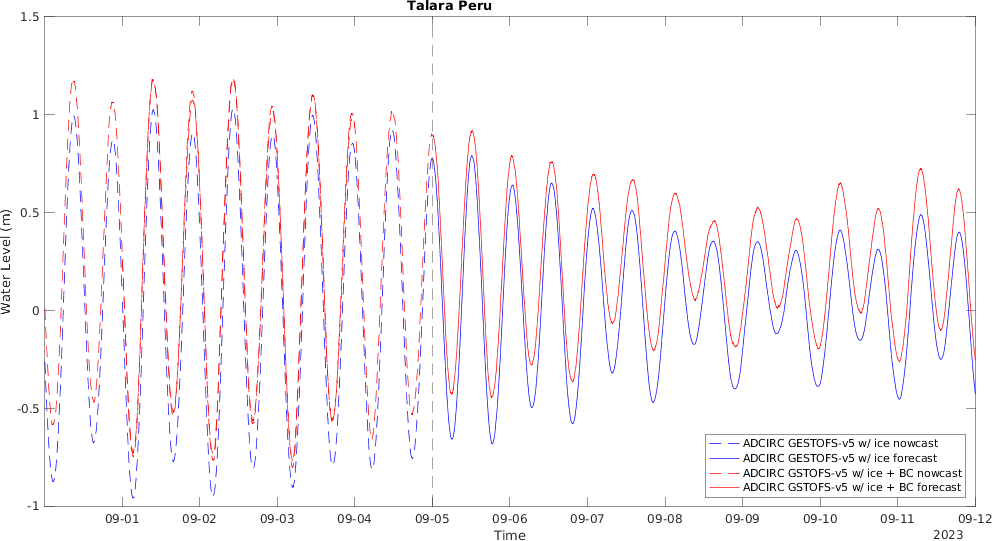 Talara Peru
1.5
1
0.5
0
-0.5
-1
Water Level (m)
09-01 09-02 09-03 09-04 09-05 09-06 09-07 09-08 09-09 09-10 09-11 09-12
Time
2023
ADCIRC GESTOFS-v5 w/ ice nowcast
ADCIRC GESTOFS-v5 w/ ice forecast
ADCIRC GSTOFS-v5 w/ ice + BC nowcast
ADCIRC GSTOFS-v5 w/ ice + BC forecast